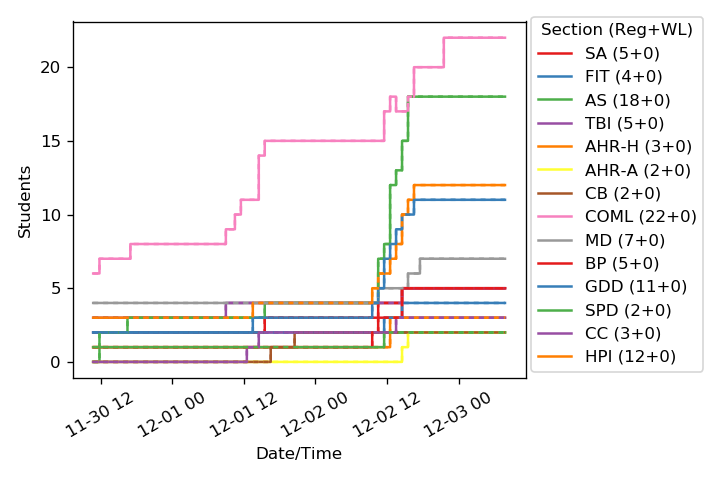 Section (Reg+WL)
SA (5+0)
FIT (4+0)
AS (18+0)
TBI (5+0)
AHR-H (3+0)
AHR-A (2+0)
CB (2+0)
COML (22+0)
MD (7+0)
BP (5+0)
GDD (11+0)
SPD (2+0)
CC (3+0)
HPI (12+0)
Students
20
15
10
5
0
11-30 12
12-01 00
12-01 12
12-02 00
12-02 12
12-03 00
Date/Time